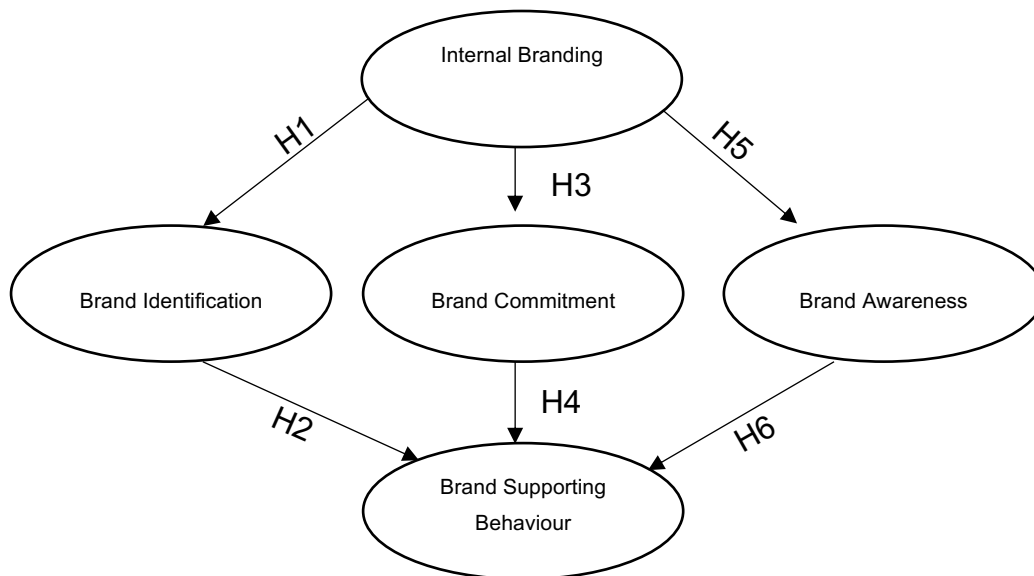 Internal Branding
H1
H3
H5
Brand Identification
Brand Commitment
Brand Awareness
H2
H4
H6
Brand Supporting
Behaviour